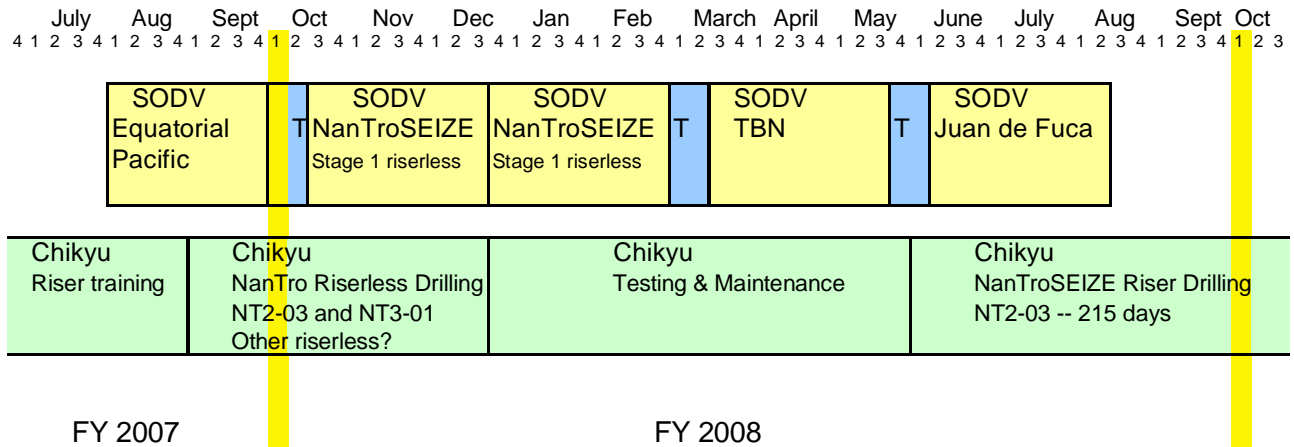 July Aug Sept Oct Nov Dec Jan Feb March April May June July Aug Sept Oct
4 1 2 3 4 1 2 3 4 1 2 3 4 1 2 3 4 1 2 3 4 1 2 3 4 1 2 3 4 1 2 3 4 1 2 3 4 1 2 3 4 1 2 3 4 1 2 3 4 1 2 3 4 1 2 3 4 1 2 3 4 1 2 3
SODV
Equatorial
Pacific
T
SODV
NanTroSEIZE
Stage 1 riserless
SODV
NanTroSEIZE
Stage 1 riserless
T
SODV
TBN
T
SODV
Juan de Fuca
Chikyu
Riser training
Chikyu
NanTro Riserless Drilling
NT2-03 and NT3-01
Other riserless?
Chikyu
Testing & Maintenance
Chikyu
NanTroSEIZE Riser Drilling
NT2-03 -- 215 days
FY 2007
FY 2008